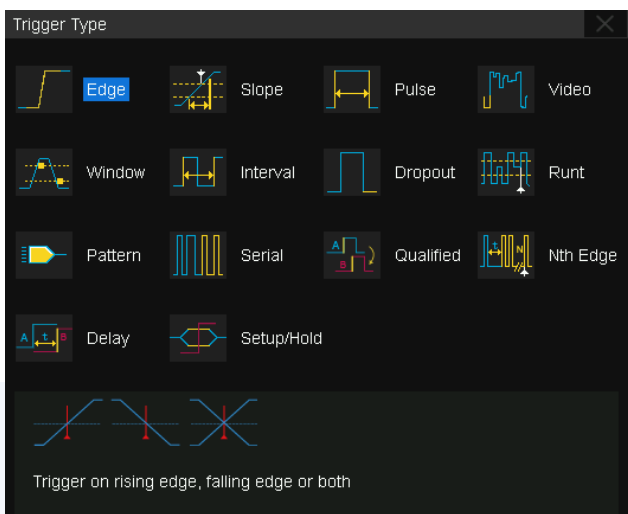 Trigger Type
Edge Slope Pulse Video
Window Interval Dropout Runt
Pattern Serial A B Qualified N Nth Edge
A t B Delay Setup/Hold
Trigger on rising edge, falling edge or both